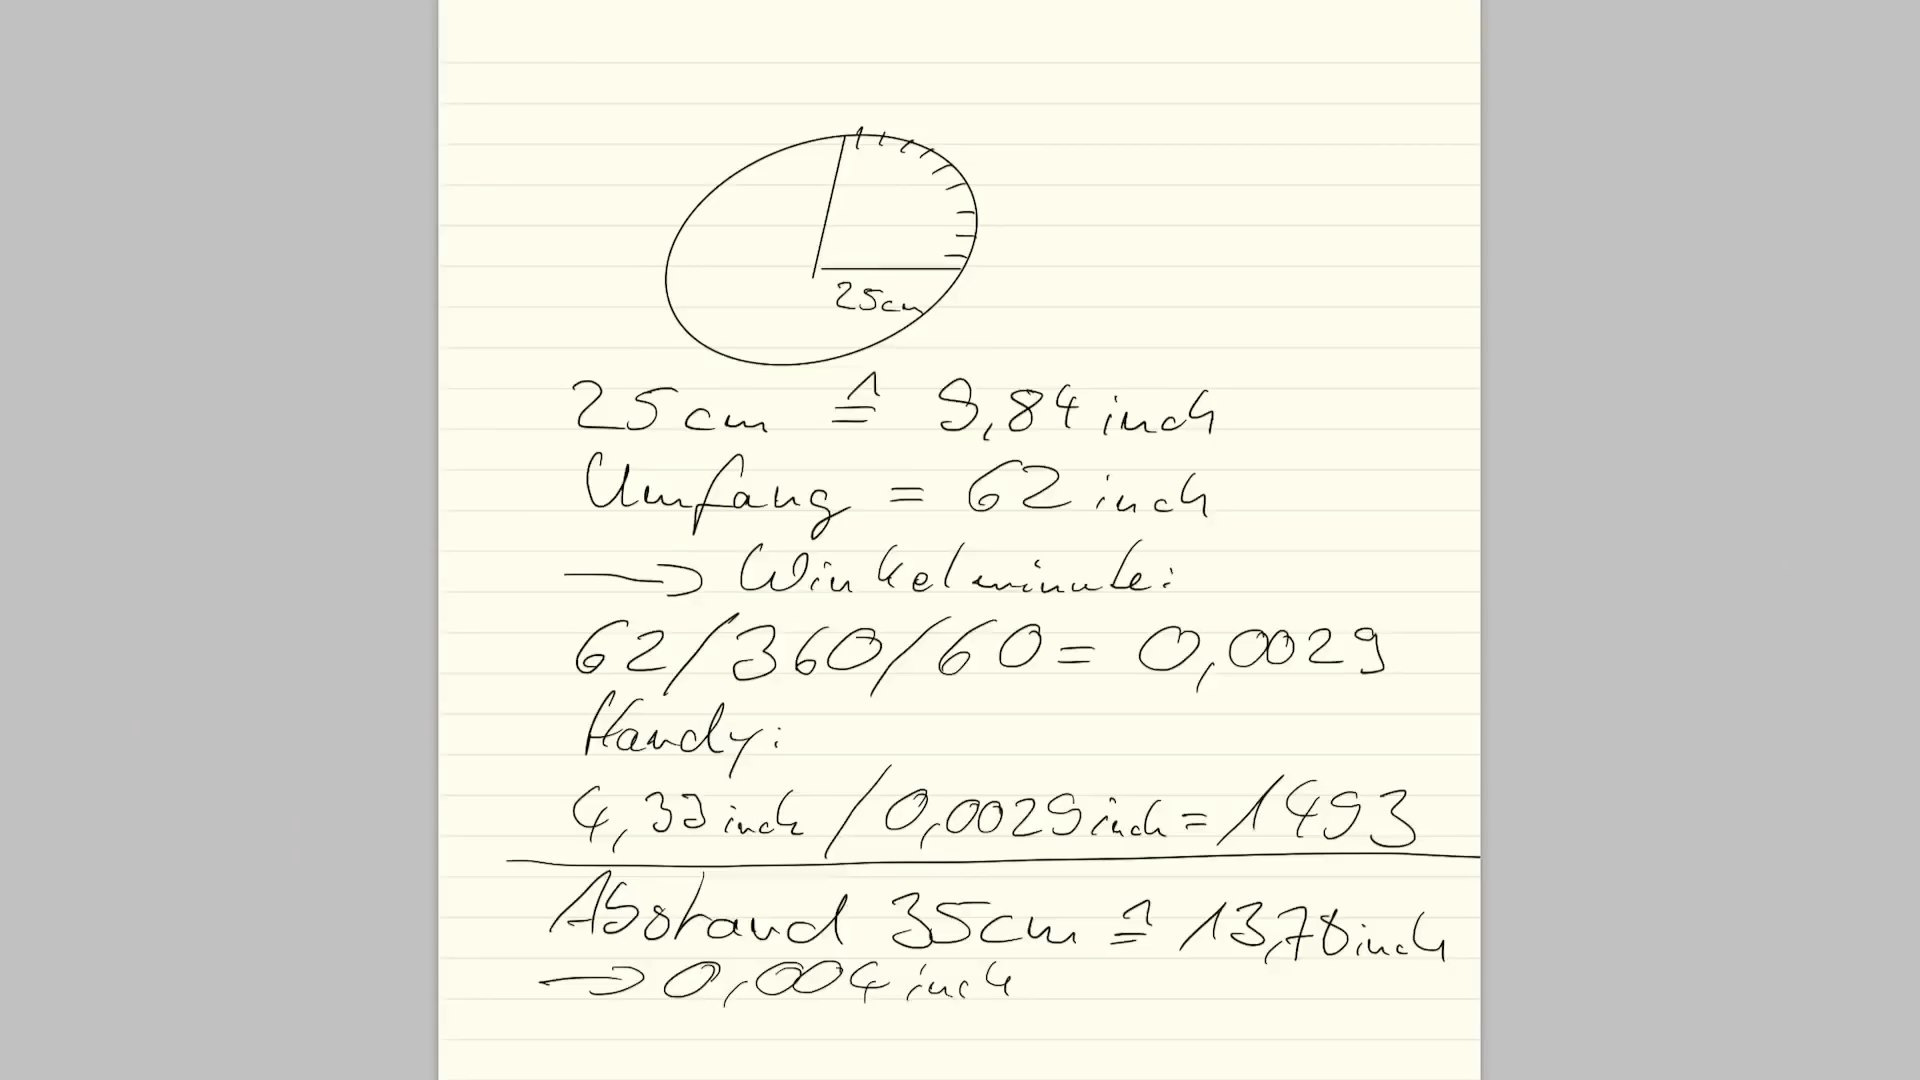 25cm
25cm ≙ 9,84 inch
Umfang = 62 inch
→ Winkelminute:
62/360/60 = 0,0029
Handy:
4,33 inch / 0,0029 inch = 1493
Abstand 35cm ≙ 13,78 inch
→ 0,004 inch